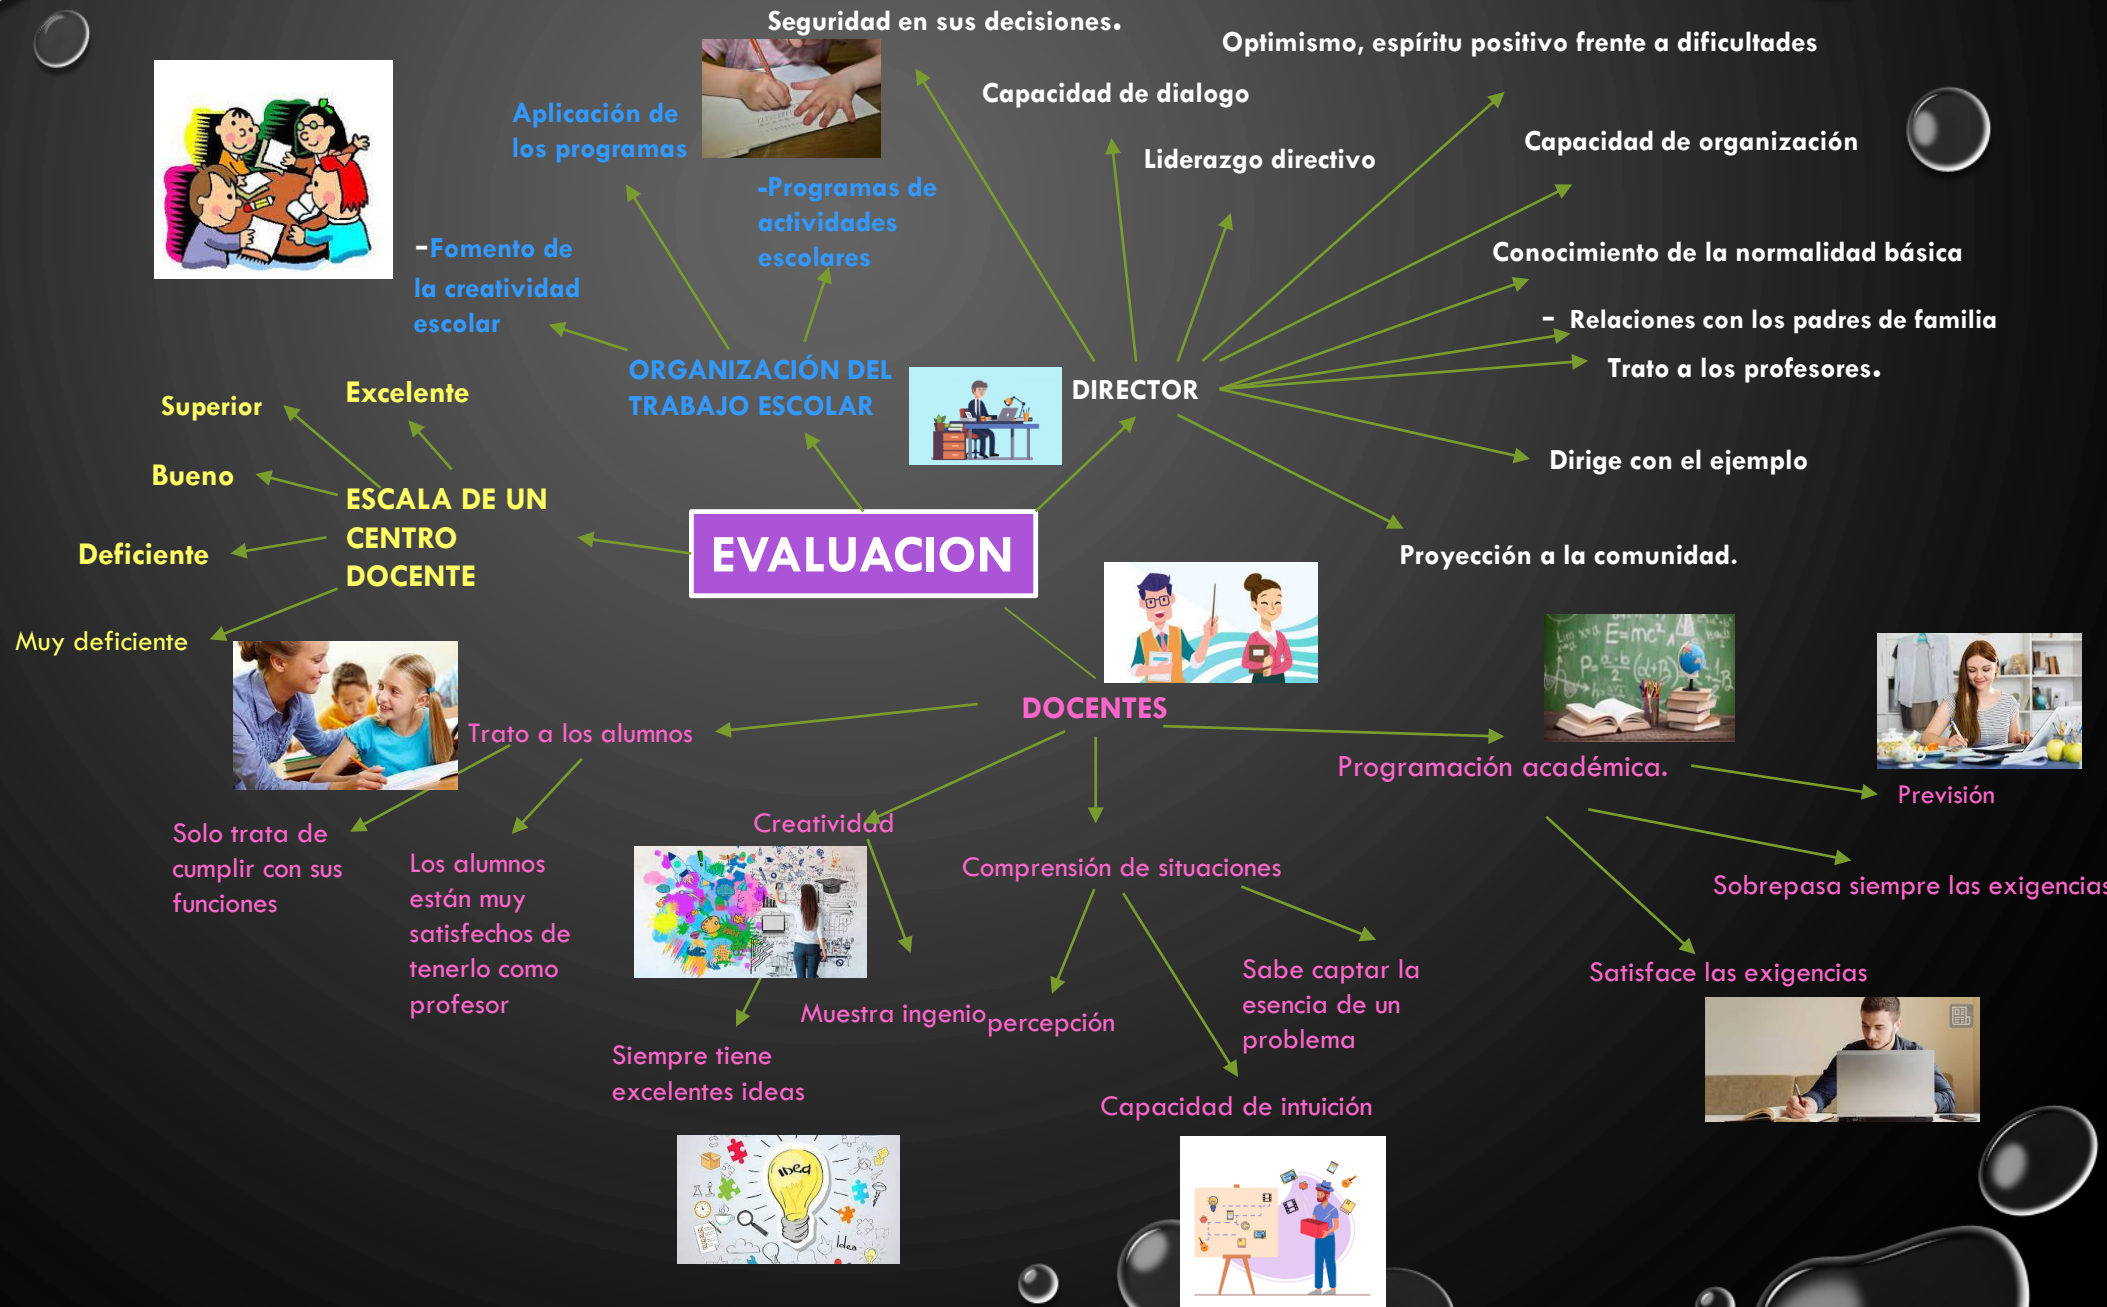 Seguridad en sus decisiones.
Optimismo, espíritu positivo frente a dificultades
Capacidad de dialogo
Aplicación de
los programas
Capacidad de organización
Liderazgo directivo
-Programas de
actividades
escolares
-Fomento de
la creatividad
escolar
Conocimiento de la normalidad básica
- Relaciones con los padres de familia
Trato a los profesores.
ORGANIZACIÓN DEL
TRABAJO ESCOLAR
DIRECTOR
Excelente
Superior
Bueno
Dirige con el ejemplo
ESCALA DE UN
CENTRO
DOCENTE
Deficiente
EVALUACION
Proyección a la comunidad.
Muy deficiente
E=mc²
DOCENTES
Trato a los alumnos
Programación académica.
Previsión
Creatividad
Solo trata de
cumplir con sus
funciones
Los alumnos
están muy
satisfechos de
tenerlo como
profesor
Comprensión de situaciones
Sobrepasa siempre las exigencias
Sabe captar la
esencia de un
problema
Satisface las exigencias
Muestra ingenio
percepción
Siempre tiene
excelentes ideas
Capacidad de intuición
IDEA
Idea